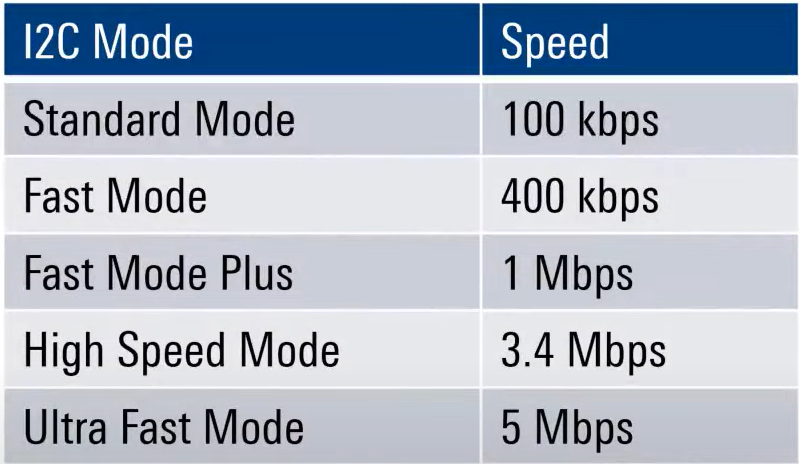 I2C Mode Speed
Standard Mode 100 kbps
Fast Mode 400 kbps
Fast Mode Plus 1 Mbps
High Speed Mode 3.4 Mbps
Ultra Fast Mode 5 Mbps